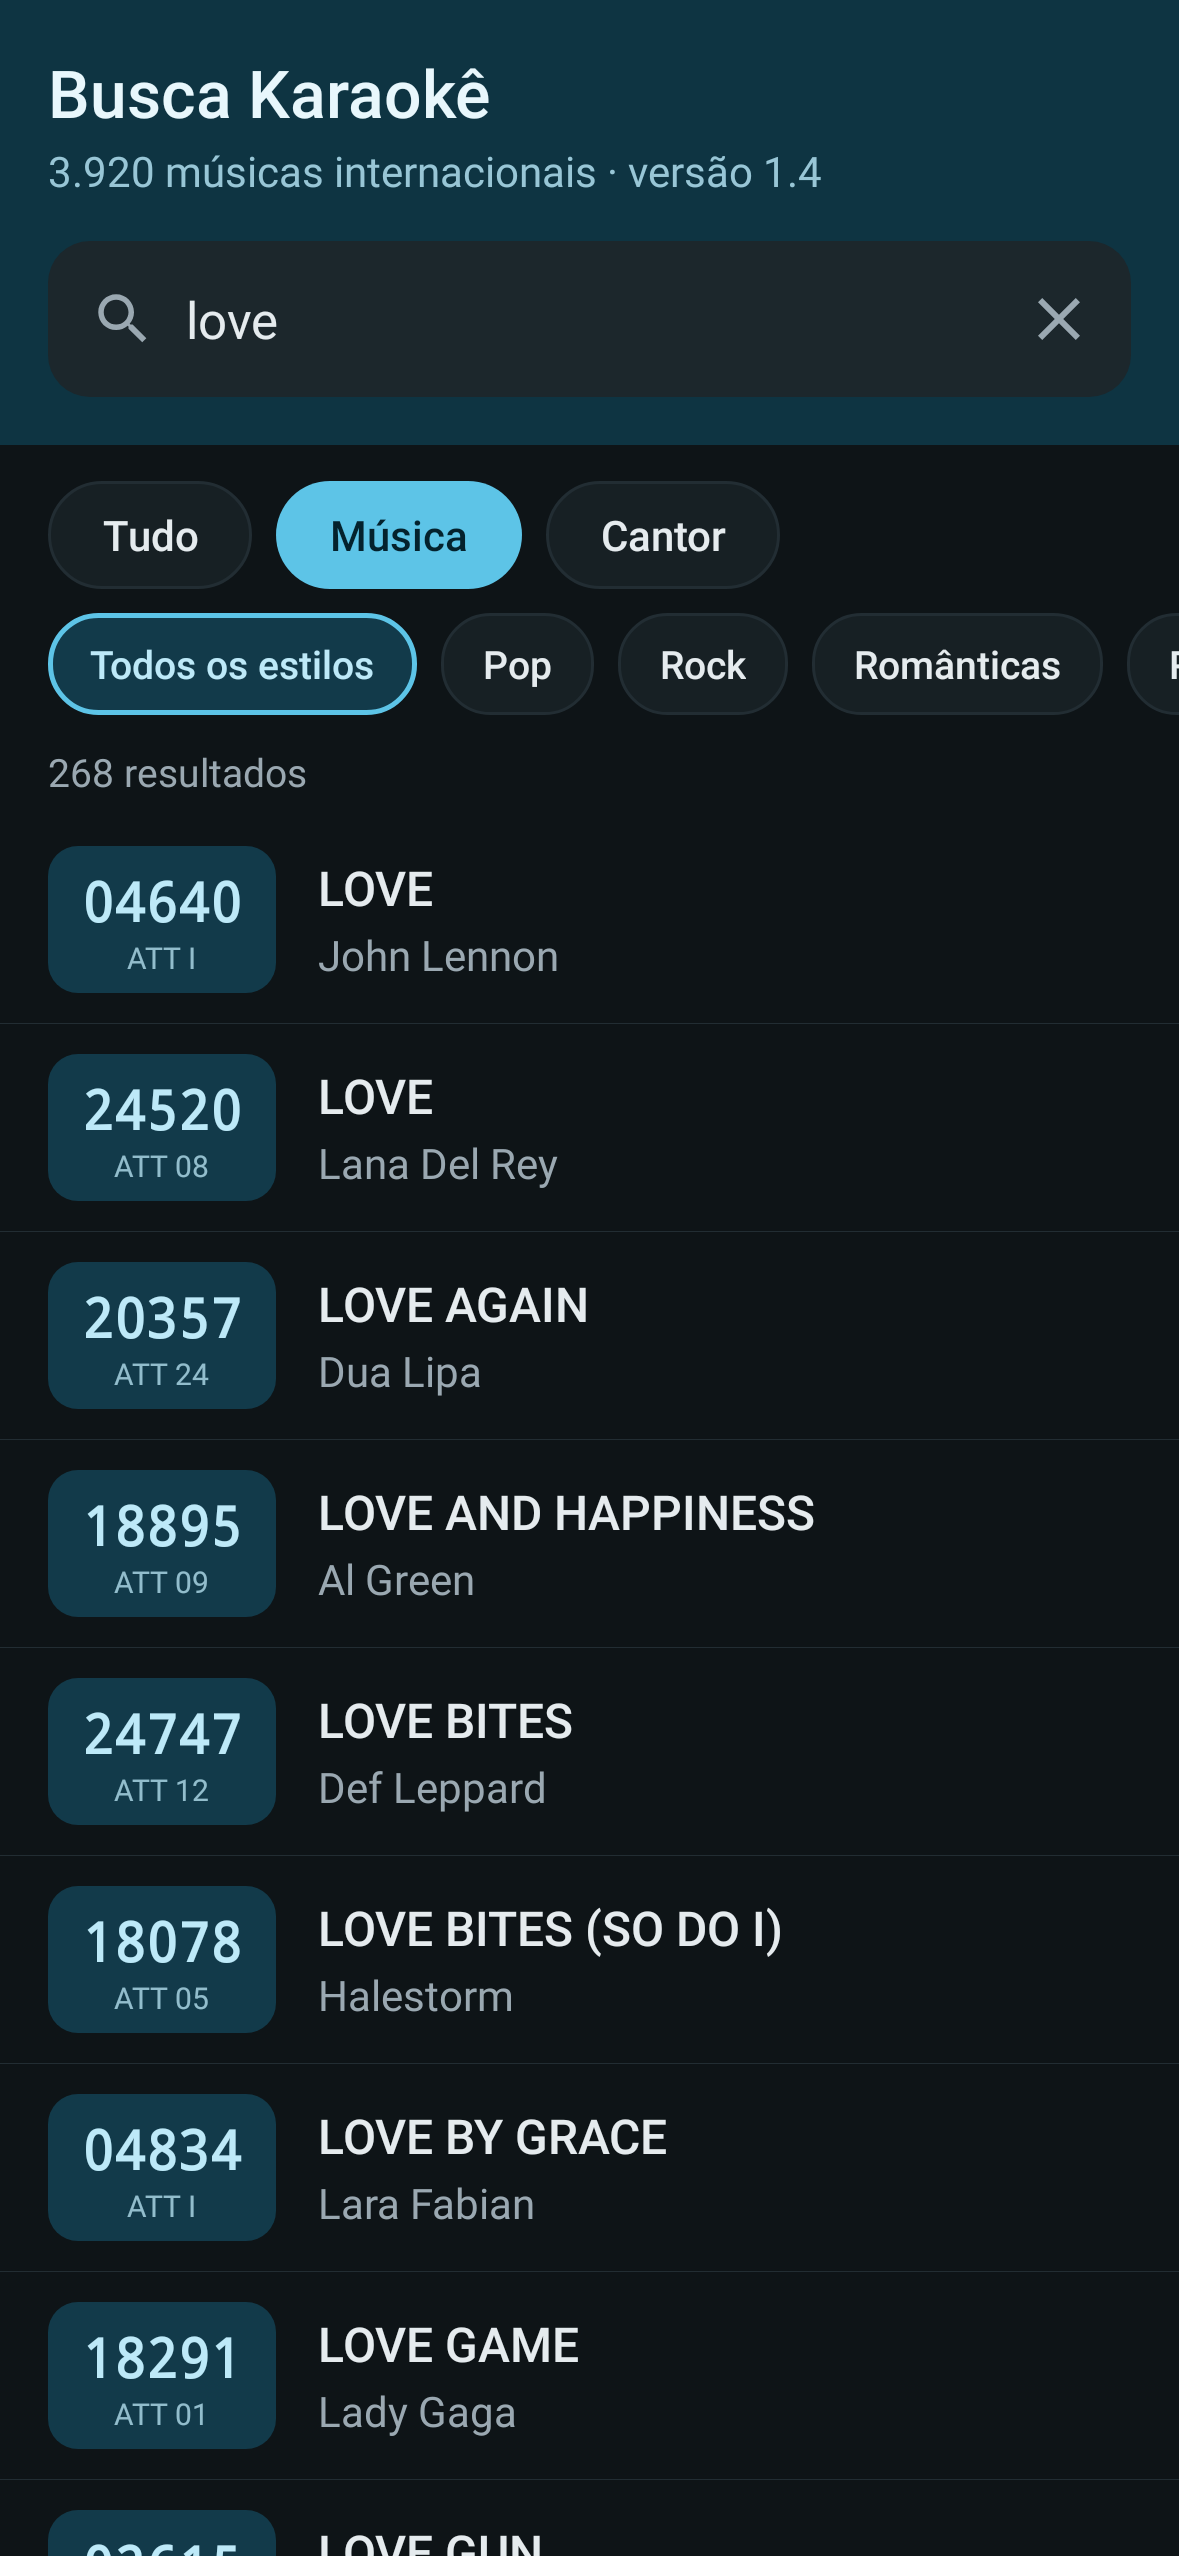 Busca Karaokê
3.920 músicas internacionais · versão 1.4
love
Tudo Música Cantor
Todos os estilos Pop Rock Românticas
268 resultados
04640
ATT I
LOVE
John Lennon
24520
ATT 08
LOVE
Lana Del Rey
20357
ATT 24
LOVE AGAIN
Dua Lipa
18895
ATT 09
LOVE AND HAPPINESS
Al Green
24747
ATT 12
LOVE BITES
Def Leppard
18078
ATT 05
LOVE BITES (SO DO I)
Halestorm
04834
ATT I
LOVE BY GRACE
Lara Fabian
18291
ATT 01
LOVE GAME
Lady Gaga
LOVE GUN